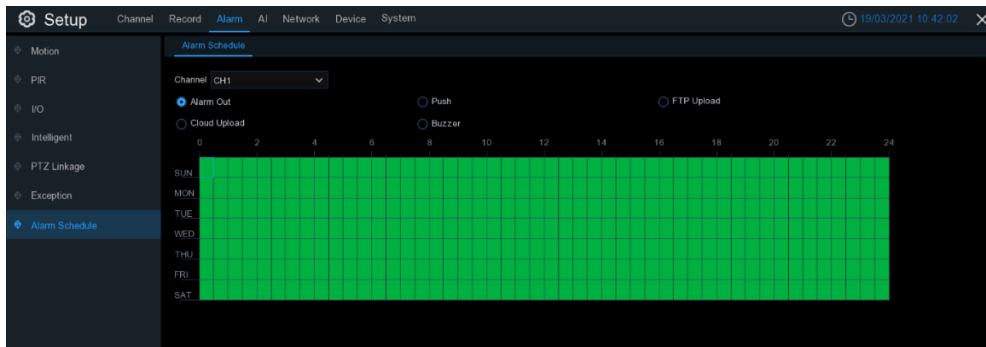 Setup Channel Record Alarm AI Network Device System 19/03/2021 10:42:02
Motion
PIR
I/O
Intelligent
PTZ Linkage
Exception
Alarm Schedule
Alarm Schedule
Channel CH1
Alarm Out Push FTP Upload
Cloud Upload Buzzer
0 2 4 6 8 10 12 14 16 18 20 22 24
SUN
MON
TUE
WED
THU
FRI
SAT